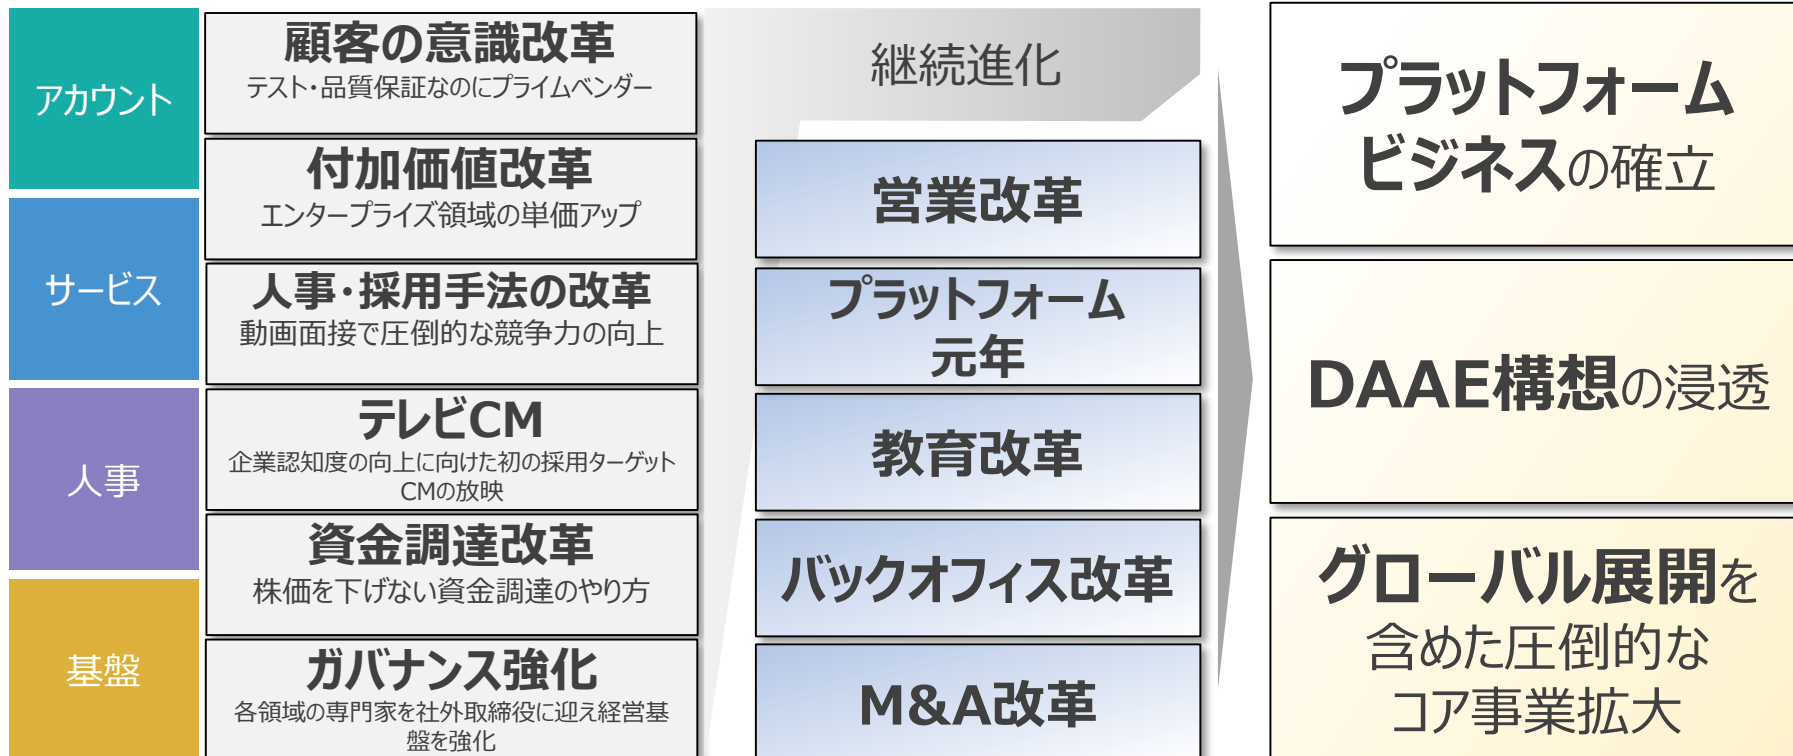 アカウント
サービス
人事
基盤
顧客の意識改革
テスト・品質保証なのにプライムベンダー
付加価値改革
エンタープライズ領域の単価アップ
人事・採用手法の改革
動画面接で圧倒的な競争力の向上
テレビCM
企業認知度の向上に向けた初の採用ターゲット
CMの放映
資金調達改革
株価を下げない資金調達のやり方
ガバナンス強化
各領域の専門家を社外取締役に迎え経営基
盤を強化
継続進化
営業改革
プラットフォーム
元年
教育改革
バックオフィス改革
M&A改革
プラットフォーム
ビジネスの確立
DAAE構想の浸透
グローバル展開を
含めた圧倒的な
コア事業拡大